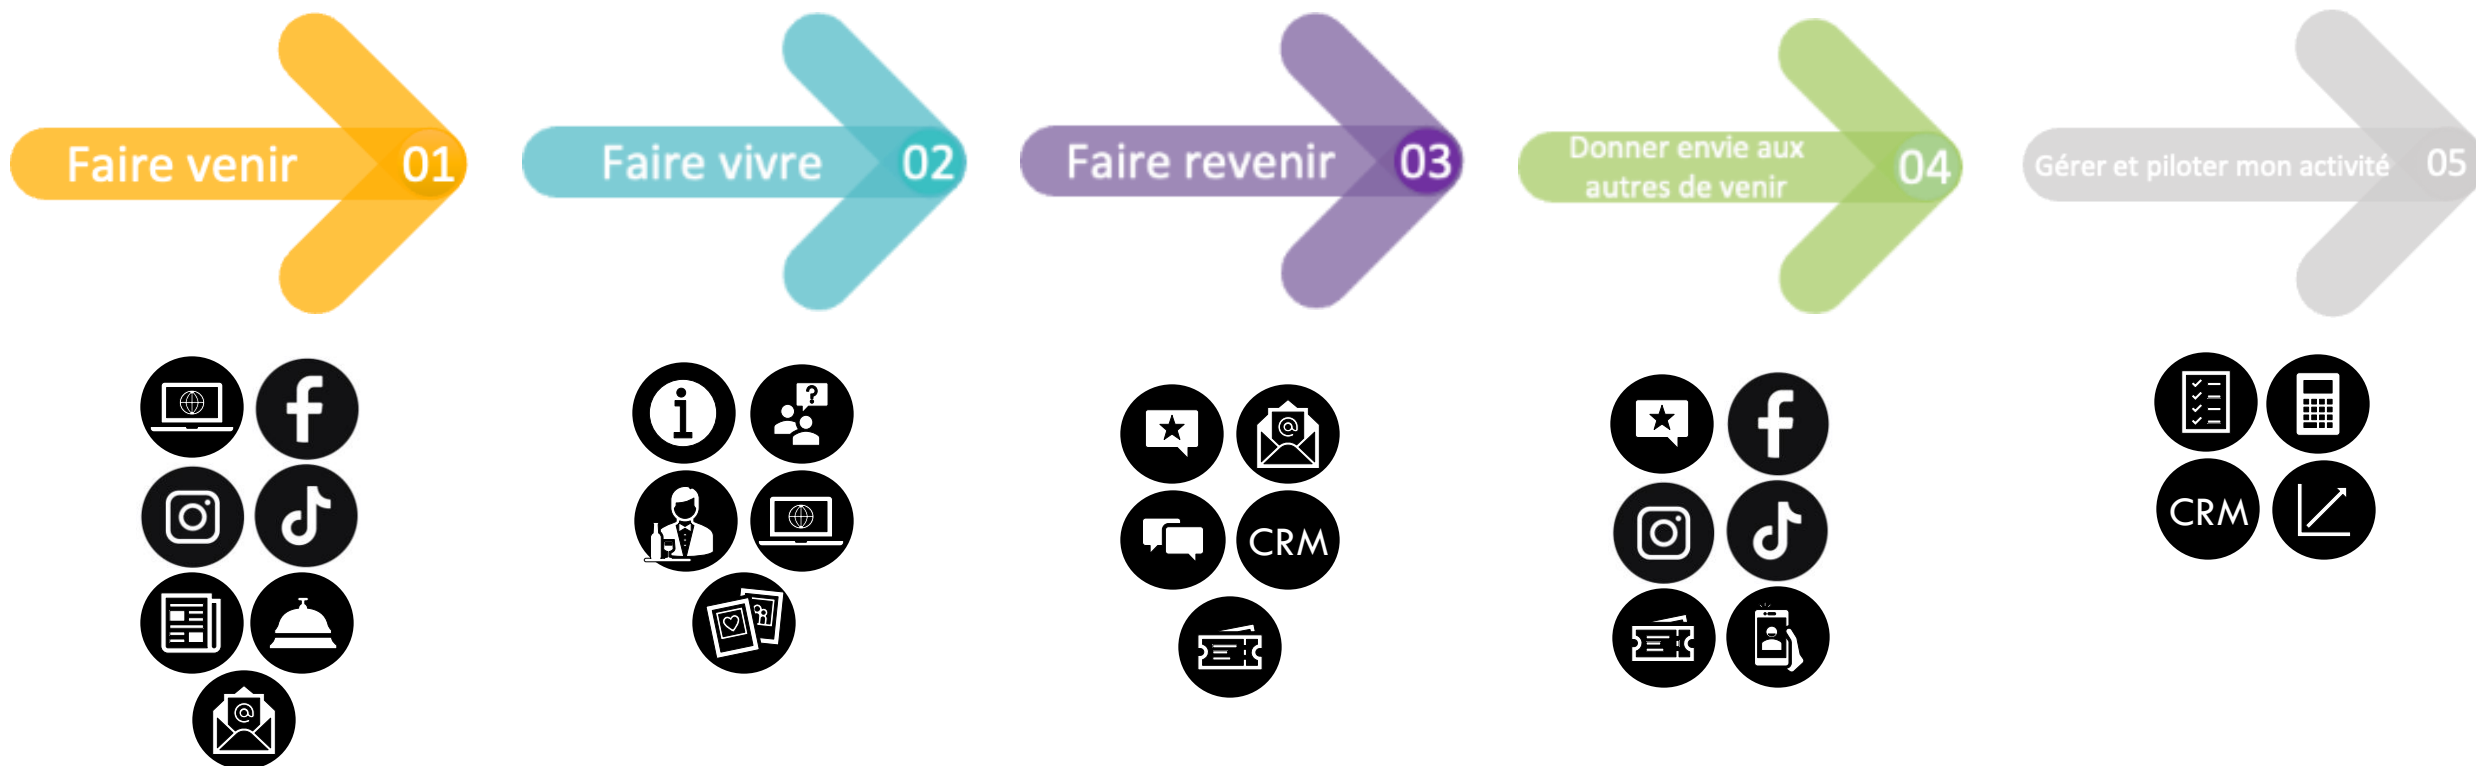 Faire venir 01
Faire vivre 02
Faire revenir 03
Donner envie aux
autres de venir 04
Gérer et piloter mon activité 05
CRM
CRM